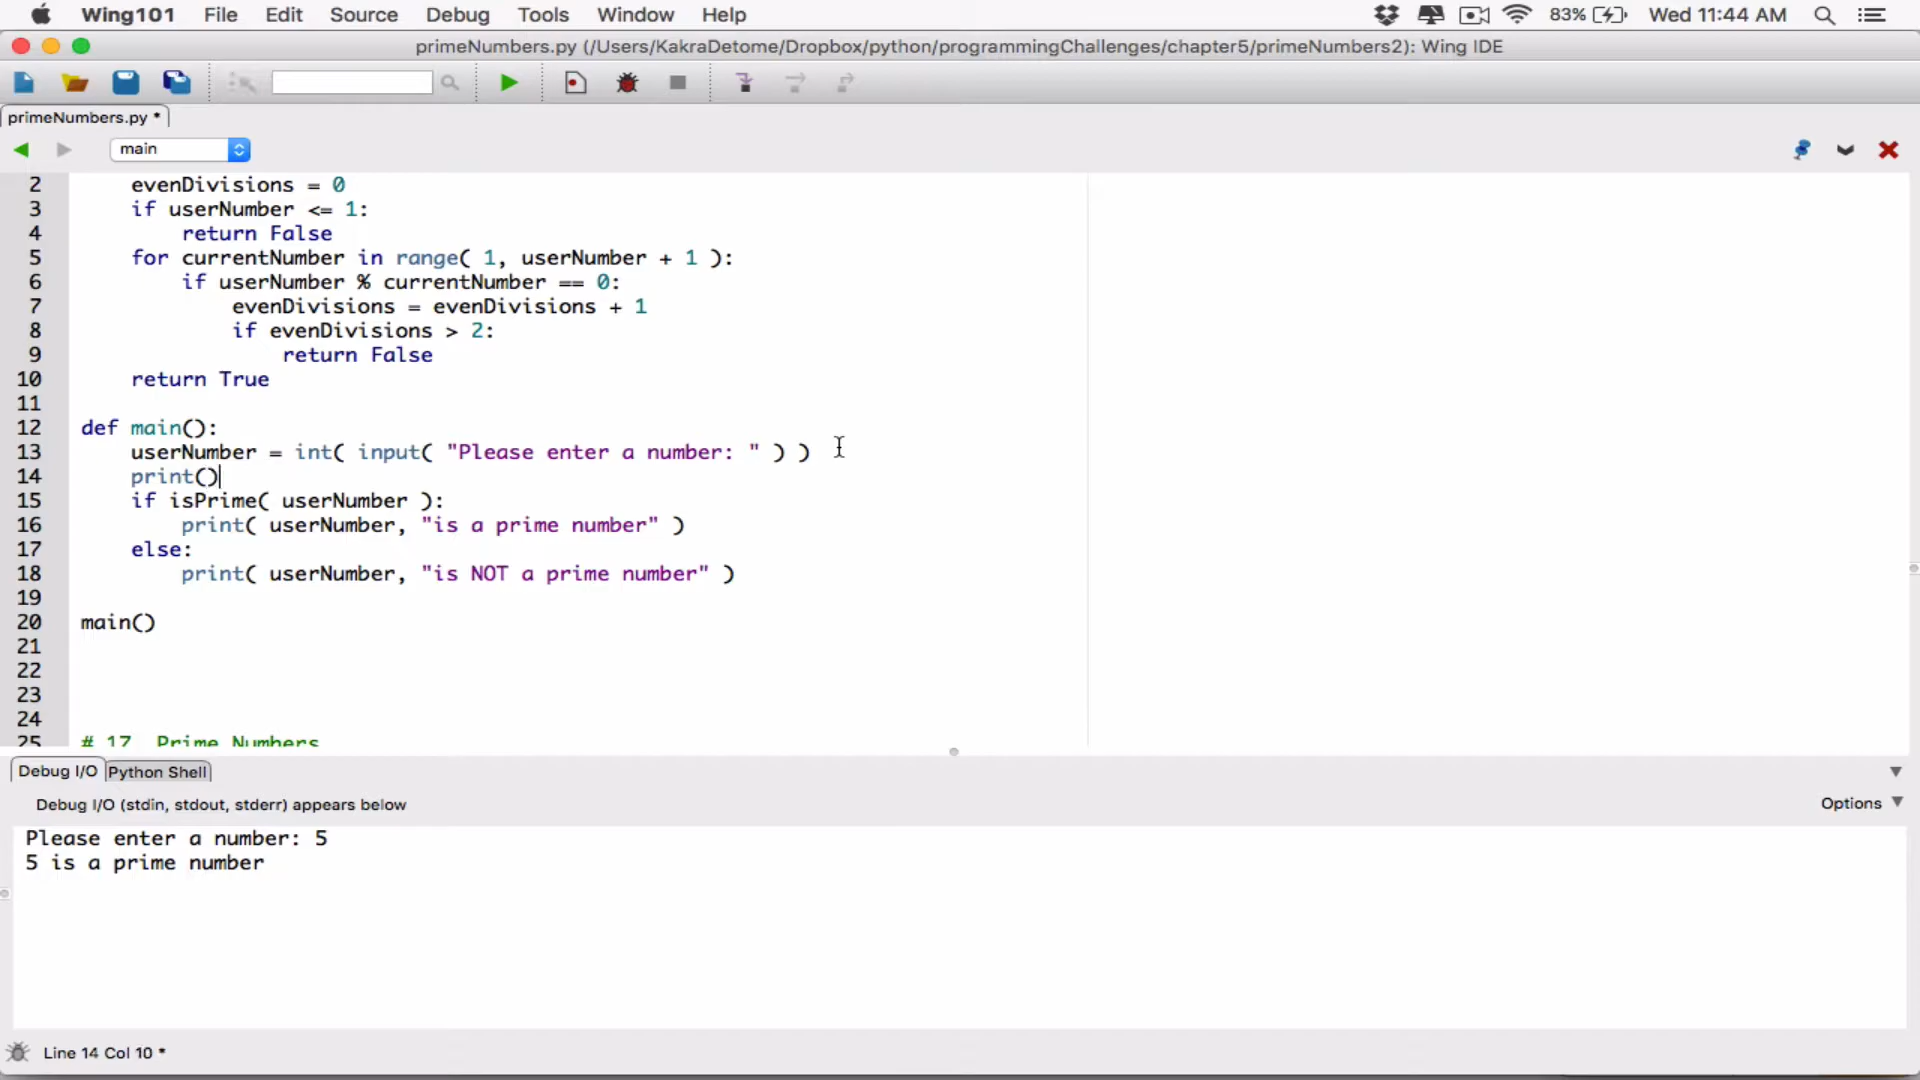 Wing101 File Edit Source Debug Tools Window Help 83% Wed 11:44 AM
primeNumbers.py (/Users/KakraDetome/Dropbox/python/programmingChallenges/chapter5/primeNumbers2): Wing IDE
primeNumbers.py *
main
2 evenDivisions = 0
3 if userNumber <= 1:
4 return False
5 for currentNumber in range( 1, userNumber + 1 ):
6 if userNumber % currentNumber == 0:
7 evenDivisions = evenDivisions + 1
8 if evenDivisions > 2:
9 return False
10 return True
11
12 def main():
13 userNumber = int( input( "Please enter a number: " ) )
14 print()
15 if isPrime( userNumber ):
16 print( userNumber, "is a prime number" )
17 else:
18 print( userNumber, "is NOT a prime number" )
19
20 main()
21
22
23
24
25 # 17. Prime Numbers
Debug I/O Python Shell
Debug I/O (stdin, stdout, stderr) appears below Options
Please enter a number: 5
5 is a prime number
Line 14 Col 10 *